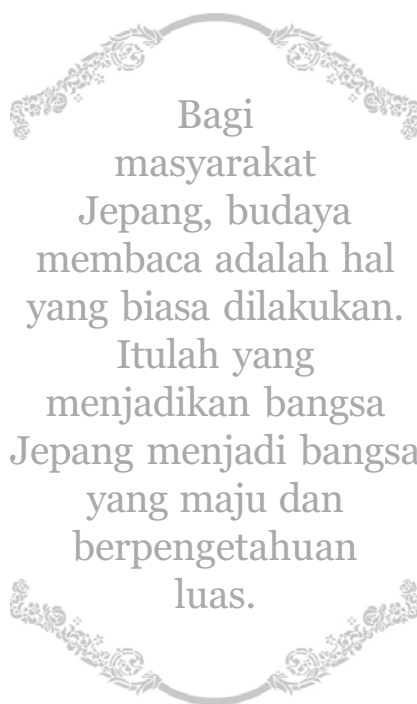 Bagi
masyarakat
Jepang, budaya
membaca adalah hal
yang biasa dilakukan.
Itulah yang
menjadikan bangsa
Jepang menjadi bangsa
yang maju dan
berpengetahuan
luas.